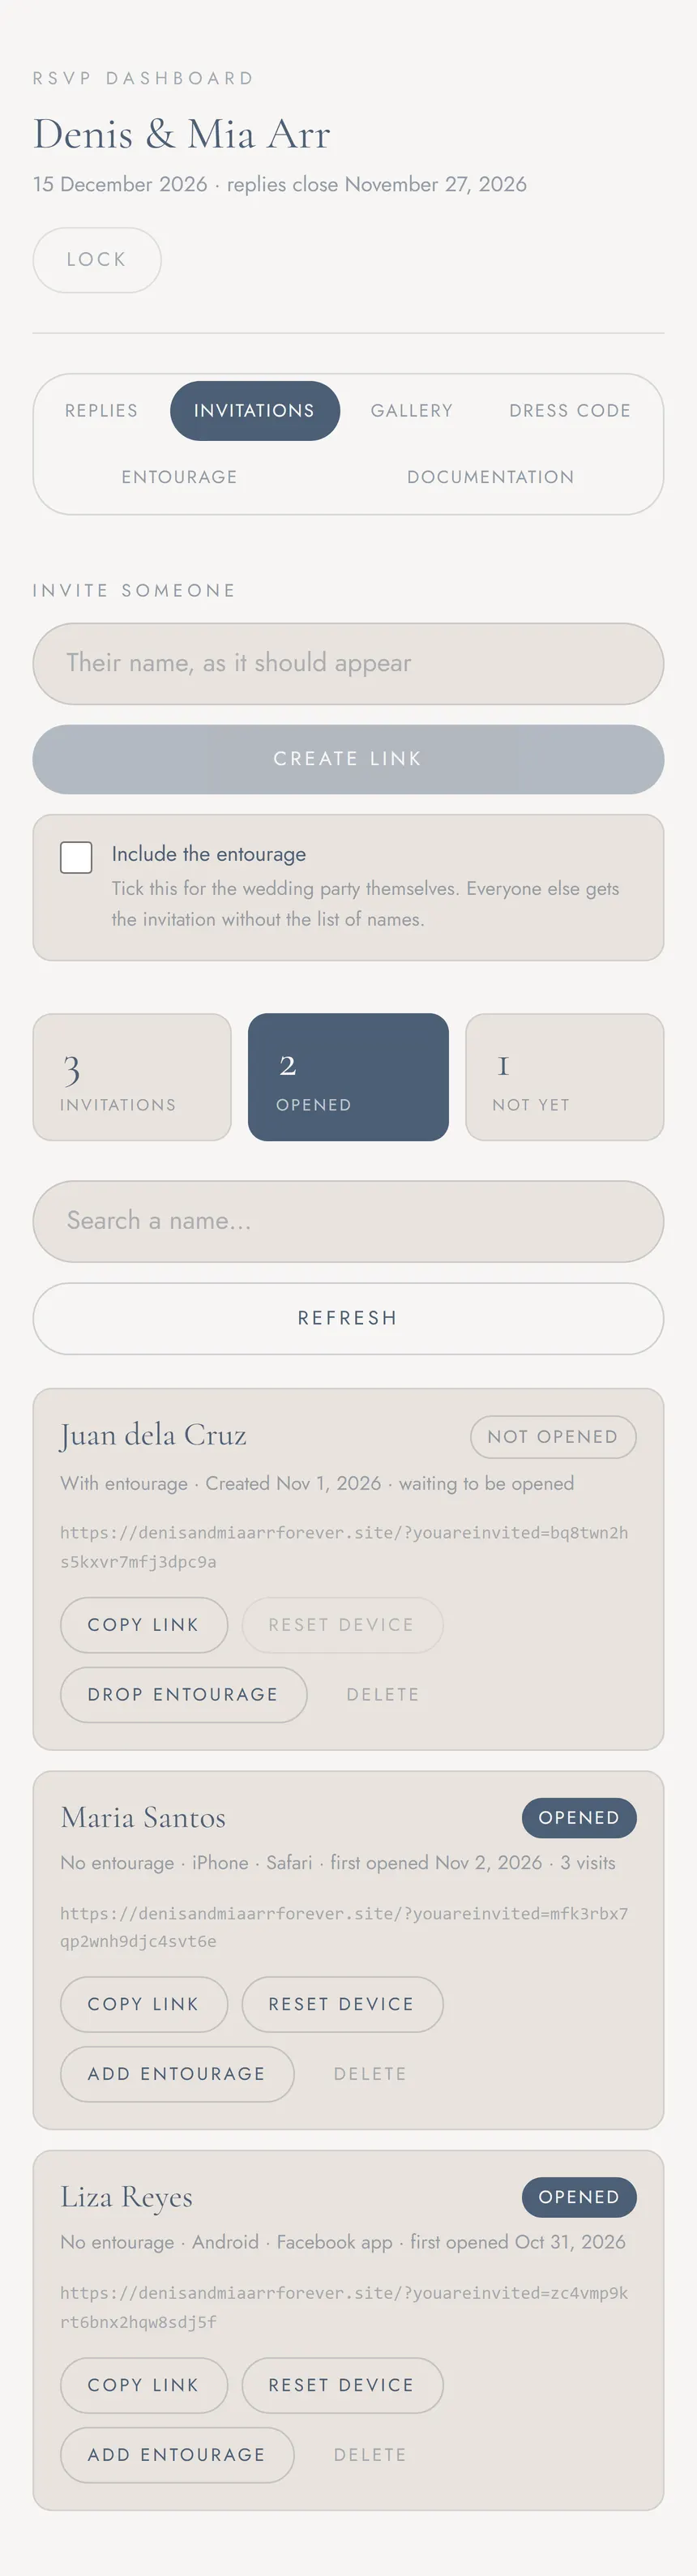 RSVP DASHBOARD
Denis & Mia Arr
15 December 2026 · replies close November 27, 2026
LOCK
REPLIES INVITATIONS GALLERY DRESS CODE
ENTOURAGE DOCUMENTATION
INVITE SOMEONE
Their name, as it should appear
CREATE LINK
Include the entourage
Tick this for the wedding party themselves. Everyone else gets
the invitation without the list of names.
3 2 1
INVITATIONS OPENED NOT YET
Search a name...
REFRESH
Juan dela Cruz NOT OPENED
With entourage · Created Nov 1, 2026 · waiting to be opened
https://denisandmiaarrforever.site/?youareinvited=bq8twn2h
s5kxvr7mfj3dpc9a
COPY LINK RESET DEVICE
DROP ENTOURAGE DELETE
Maria Santos OPENED
No entourage · iPhone · Safari · first opened Nov 2, 2026 · 3 visits
https://denisandmiaarrforever.site/?youareinvited=mfk3rbx7
qp2wnh9djc4svt6e
COPY LINK RESET DEVICE
ADD ENTOURAGE DELETE
Liza Reyes OPENED
No entourage · Android · Facebook app · first opened Oct 31, 2026
https://denisandmiaarrforever.site/?youareinvited=zc4vmp9k
rt6bnx2hqw8sdj5f
COPY LINK RESET DEVICE
ADD ENTOURAGE DELETE